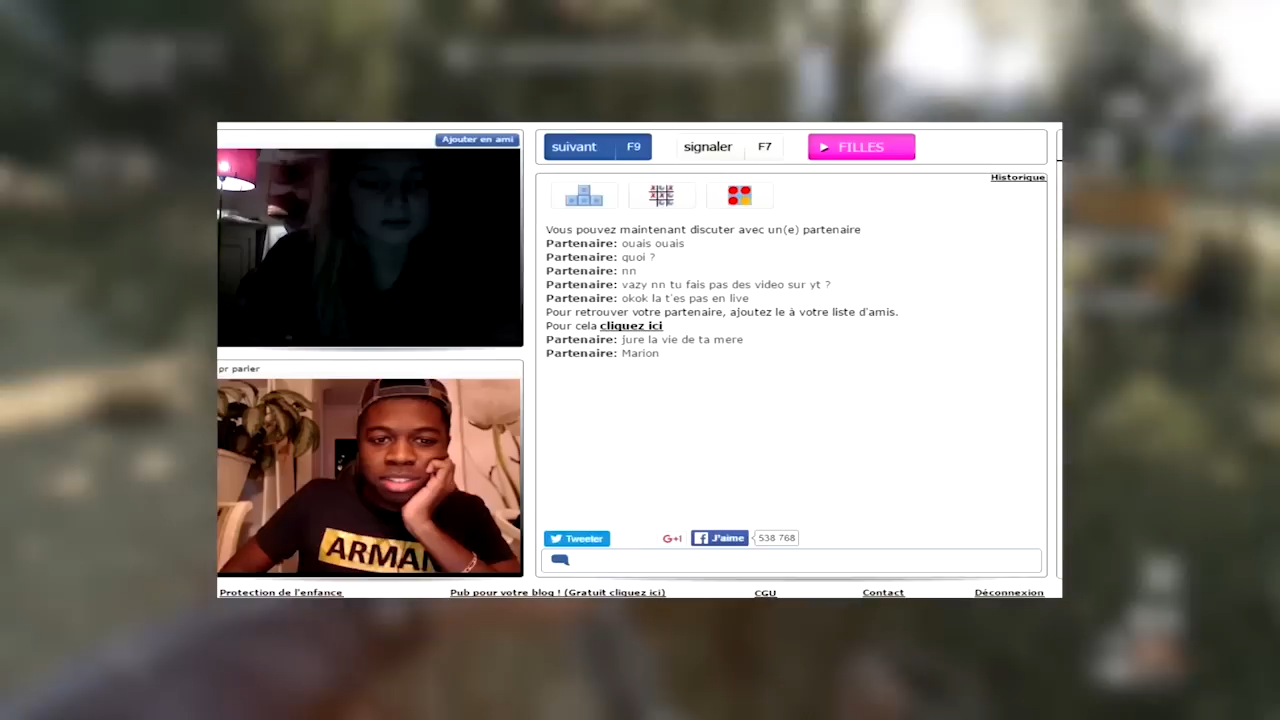 Ajouter en ami
suivant F9 signaler F7 FILLES
Historique
Vous pouvez maintenant discuter avec un(e) partenaire
Partenaire: ouais ouais
Partenaire: quoi ?
Partenaire: nn
Partenaire: vazy nn tu fais pas des video sur yt ?
Partenaire: okok la t'es pas en live
Pour retrouver votre partenaire, ajoutez le à votre liste d'amis.
Pour cela cliquez ici
Partenaire: jure la vie de ta mere
Partenaire: Marion
pr parler
ARMAN
Tweeter G+1 J'aime 538 768
Protection de l'enfance Pub pour votre blog ! (Gratuit cliquez ici) CGU Contact Déconnexion